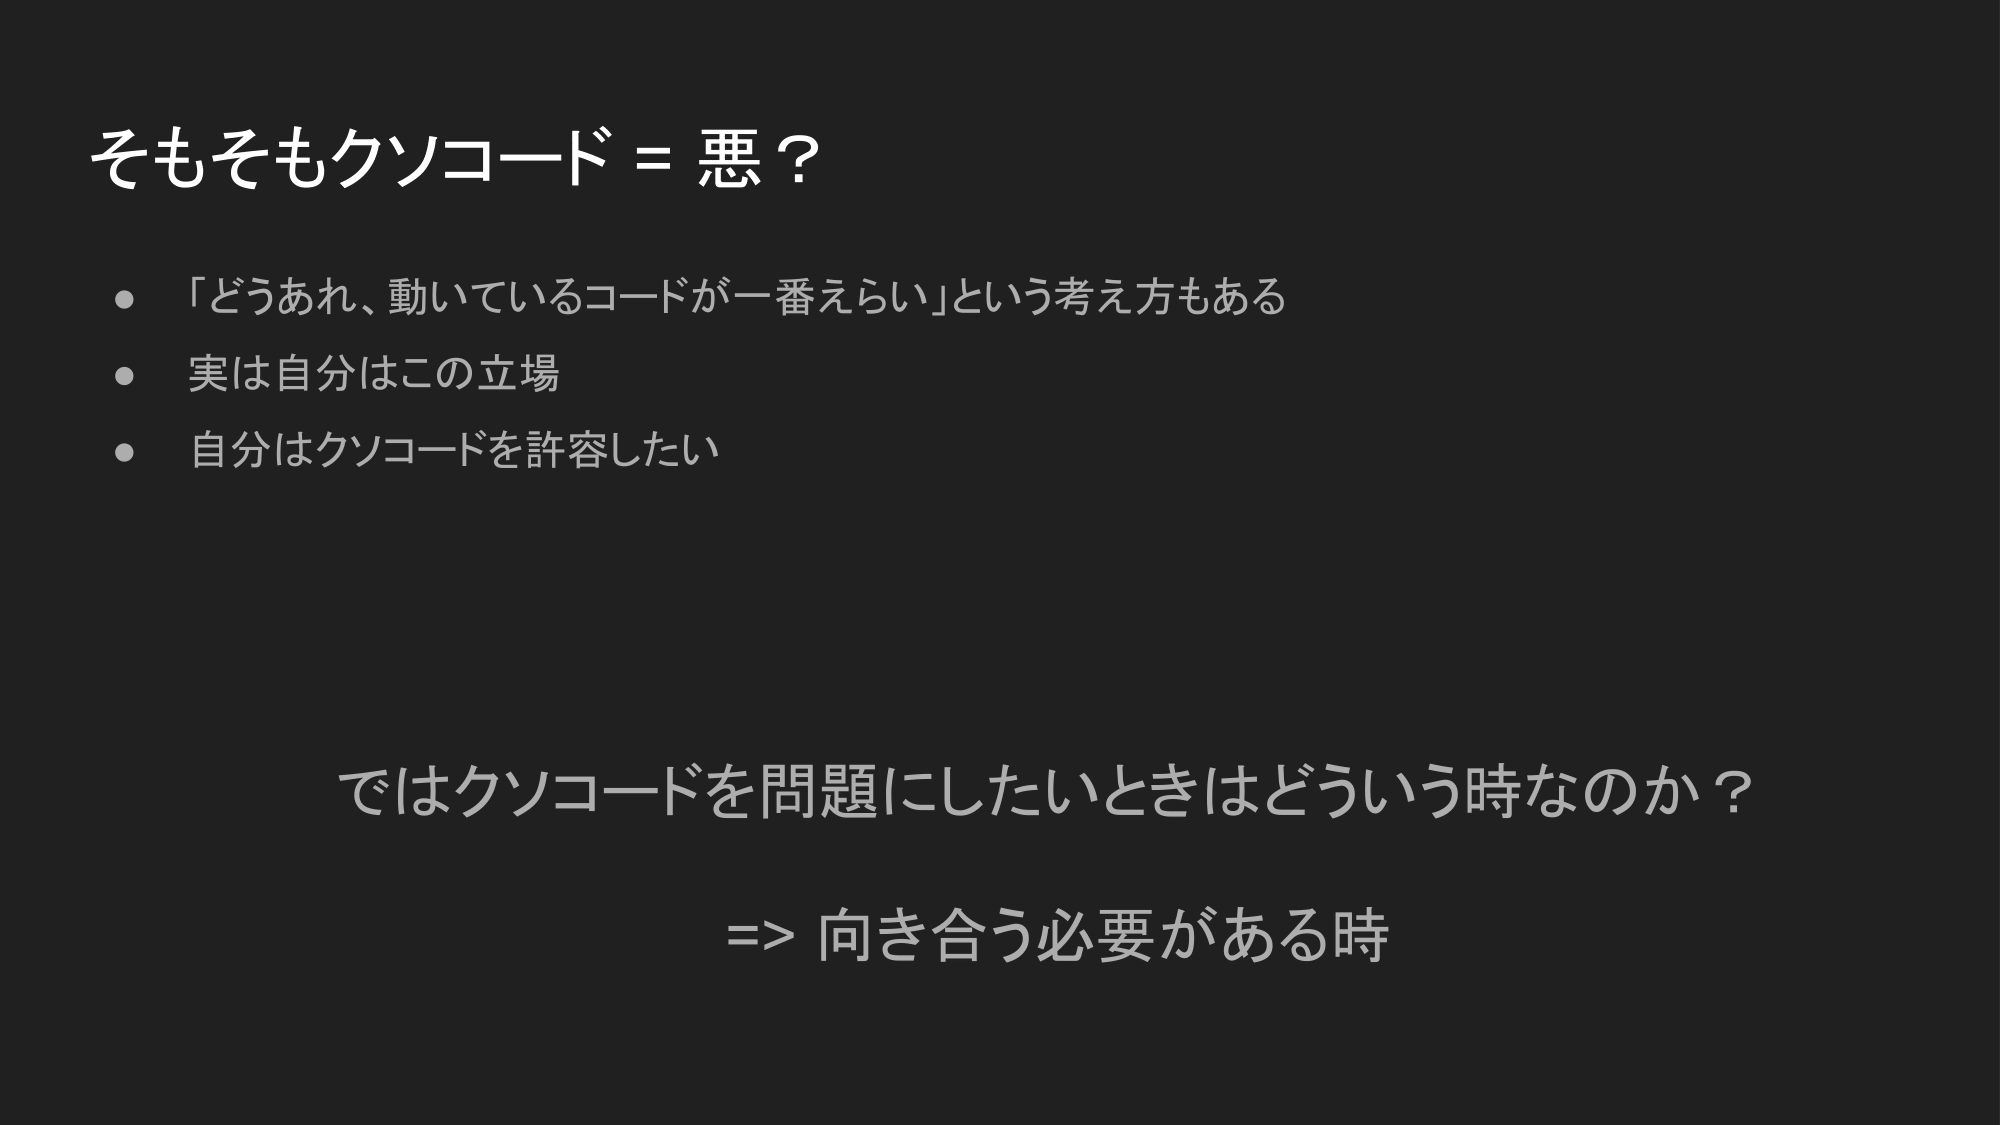 そもそもクソコード = 悪？
● 「どうあれ、動いているコードが一番えらい」という考え方もある
● 実は自分はこの立場
● 自分はクソコードを許容したい
ではクソコードを問題にしたいときはどういう時なのか？
=> 向き合う必要がある時